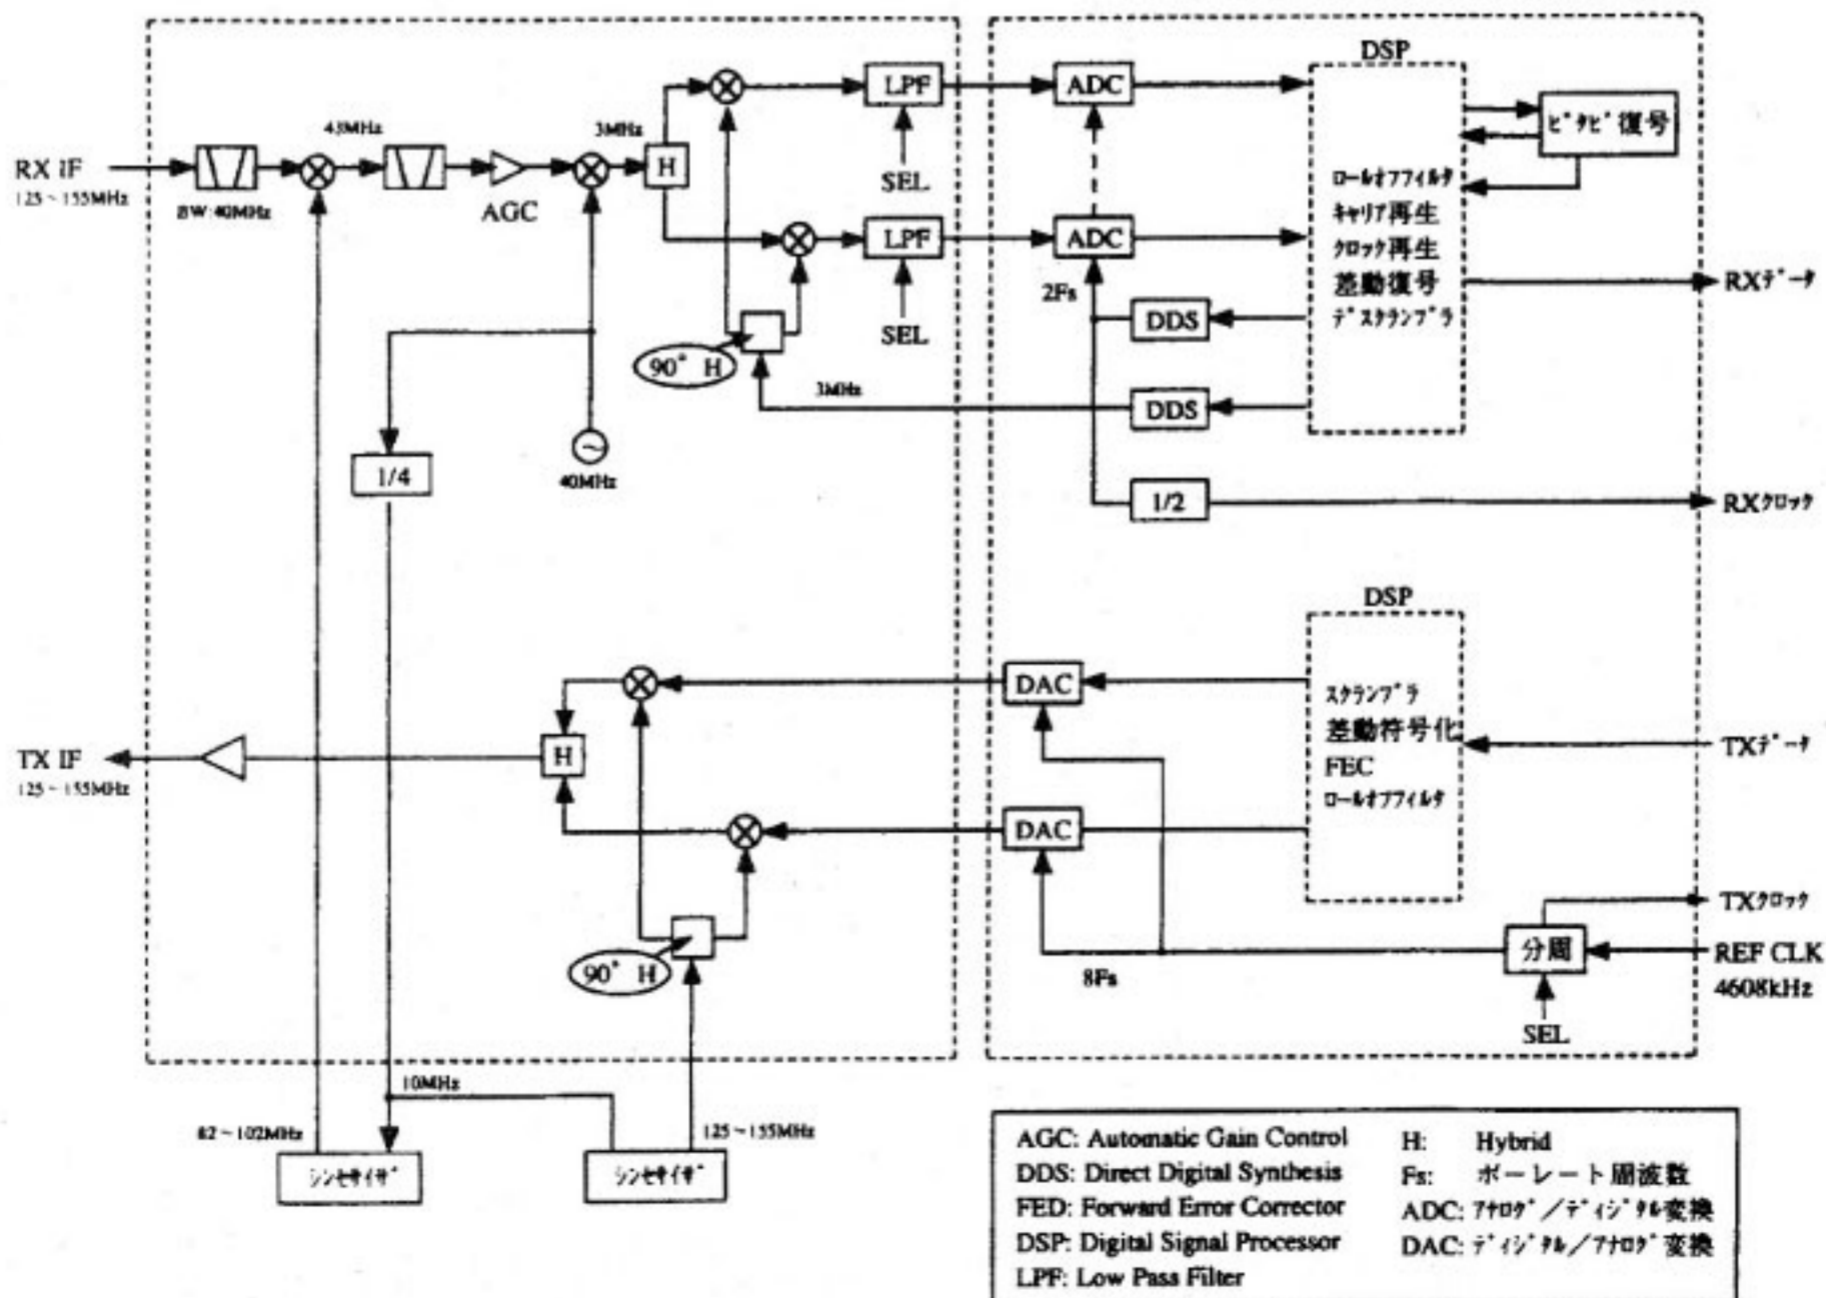 DSP
RX IF
125~155MHz
BW:40MHz
43MHz
AGC
3MHz
H
LPF
SEL
ADC
ﾋﾞﾀﾋﾞ復号
ﾛｰﾙｵﾌﾌｨﾙﾀ
ｷｬﾘｱ再生
ｸﾛｯｸ再生
差動復号
ﾃﾞｽｸﾗﾝﾌﾞﾗ
LPF
SEL
ADC
2Fs
DDS
RXﾃﾞｰﾀ
90° H
3MHz
DDS
1/4
40MHz
1/2
RXｸﾛｯｸ
DSP
DAC
ｽｸﾗﾝﾌﾞﾗ
差動符号化
FEC
ﾛｰﾙｵﾌﾌｨﾙﾀ
TX IF
125~155MHz
H
TXﾃﾞｰﾀ
DAC
TXｸﾛｯｸ
90° H
8Fs
分周
REF CLK
4608kHz
SEL
10MHz
82~102MHz
125~155MHz
ｼﾝｾｻｲｻﾞ
ｼﾝｾｻｲｻﾞ
AGC: Automatic Gain Control
DDS: Direct Digital Synthesis
FED: Forward Error Corrector
DSP: Digital Signal Processor
LPF: Low Pass Filter
H: Hybrid
Fs: ボーレート周波数
ADC: ｱﾅﾛｸﾞ／ﾃﾞｨｼﾞﾀﾙ変換
DAC: ﾃﾞｨｼﾞﾀﾙ／ｱﾅﾛｸﾞ変換